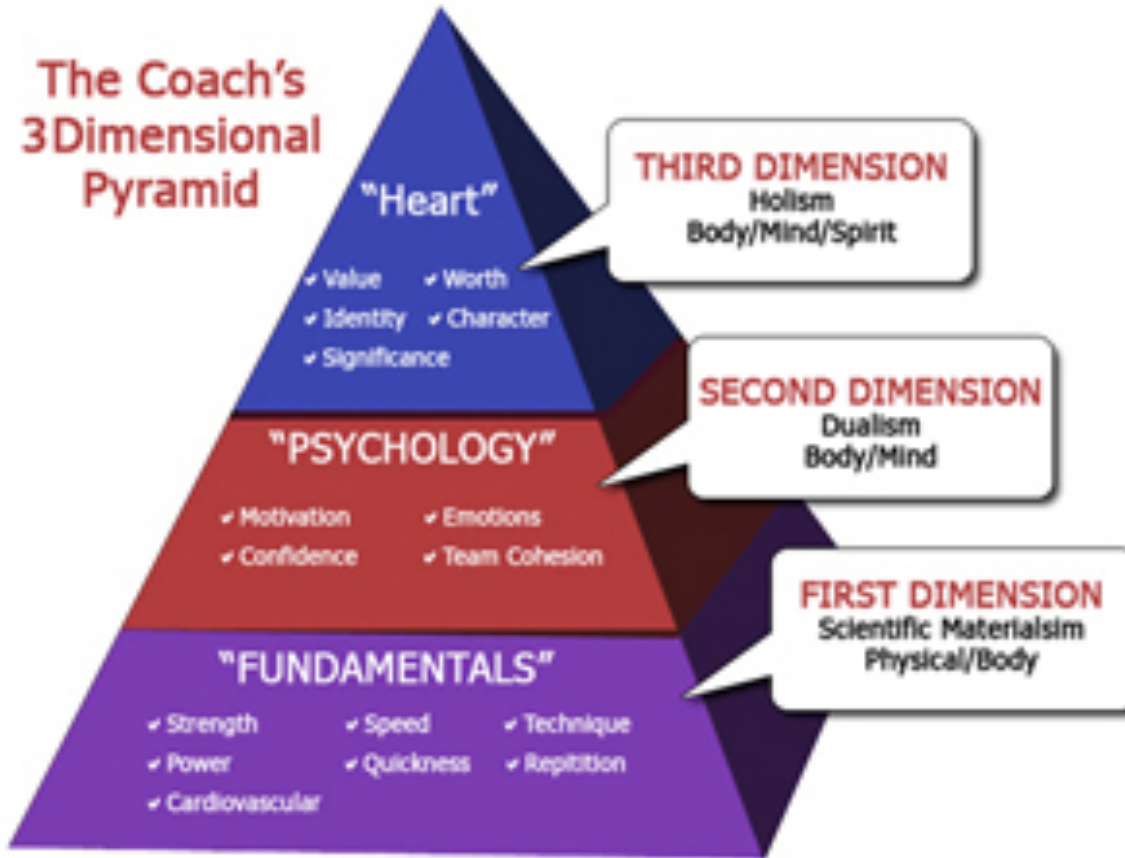 The Coach's
3Dimensional
Pyramid
"Heart"
✓ Value ✓ Worth
✓ Identity ✓ Character
✓ Significance
THIRD DIMENSION
Holism
Body/Mind/Spirit
"PSYCHOLOGY"
✓ Motivation ✓ Emotions
✓ Confidence ✓ Team Cohesion
SECOND DIMENSION
Dualism
Body/Mind
"FUNDAMENTALS"
✓ Strength ✓ Speed ✓ Technique
✓ Power ✓ Quickness ✓ Repitition
✓ Cardiovascular
FIRST DIMENSION
Scientific Materialsim
Physical/Body